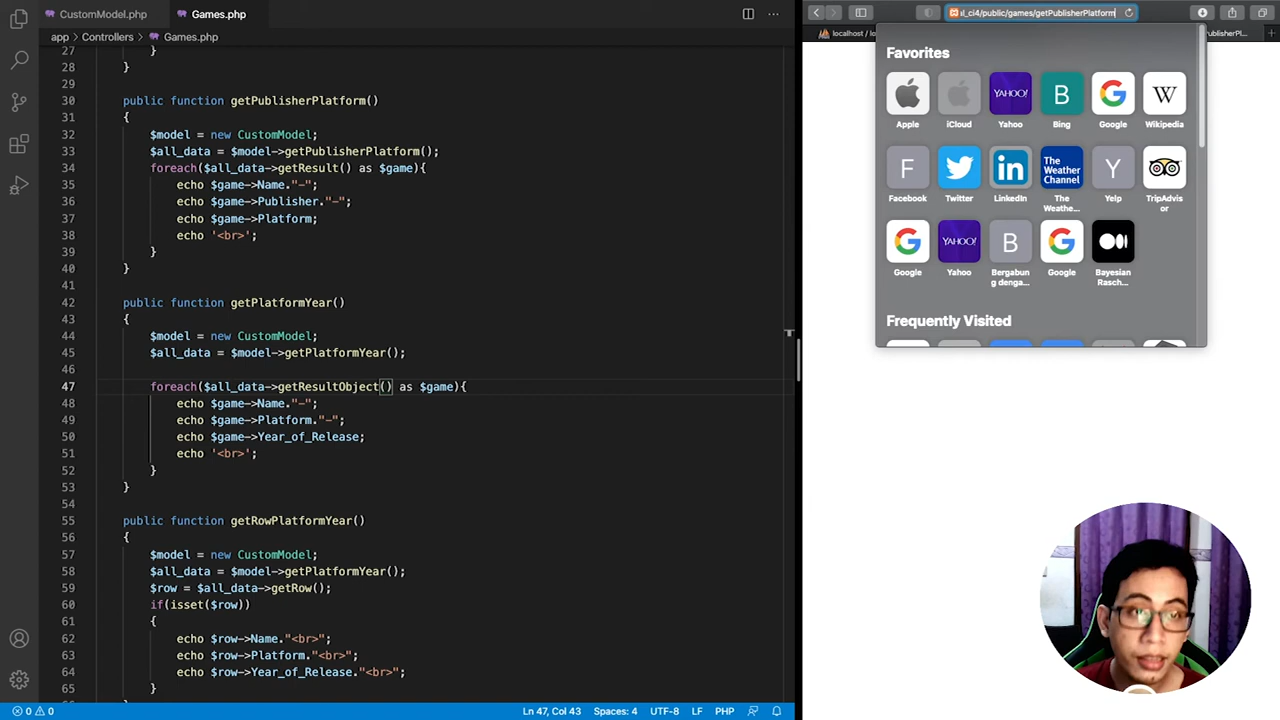 CustomModel.php
Games.php
app > Controllers > Games.php
27 }
28 }
29
30 public function getPublisherPlatform()
31 {
32 $model = new CustomModel;
33 $all_data = $model->getPublisherPlatform();
34 foreach($all_data->getResult() as $game){
35 echo $game->Name."-";
36 echo $game->Publisher."-";
37 echo $game->Platform;
38 echo '<br>';
39 }
40 }
41
42 public function getPlatformYear()
43 {
44 $model = new CustomModel;
45 $all_data = $model->getPlatformYear();
46
47 foreach($all_data->getResultObject() as $game){
48 echo $game->Name."-";
49 echo $game->Platform."-";
50 echo $game->Year_of_Release;
51 echo '<br>';
52 }
53 }
54
55 public function getRowPlatformYear()
56 {
57 $model = new CustomModel;
58 $all_data = $model->getPlatformYear();
59 $row = $all_data->getRow();
60 if(isset($row))
61 {
62 echo $row->Name."<br>";
63 echo $row->Platform."<br>";
64 echo $row->Year_of_Release."<br>";
65 }
0 0
Ln 47, Col 43 Spaces: 4 UTF-8 LF PHP
l_ci4/public/games/getPublisherPlatform
localhost / lo
Favorites
YAHOO! B W
Apple iCloud Yahoo Bing Google Wikipedia
F in The Weather Channel Y
Facebook Twitter LinkedIn The Weathe... Yelp TripAdvisor
YAHOO! B
Google Yahoo Bergabung denga... Google Bayesian Rasch...
Frequently Visited